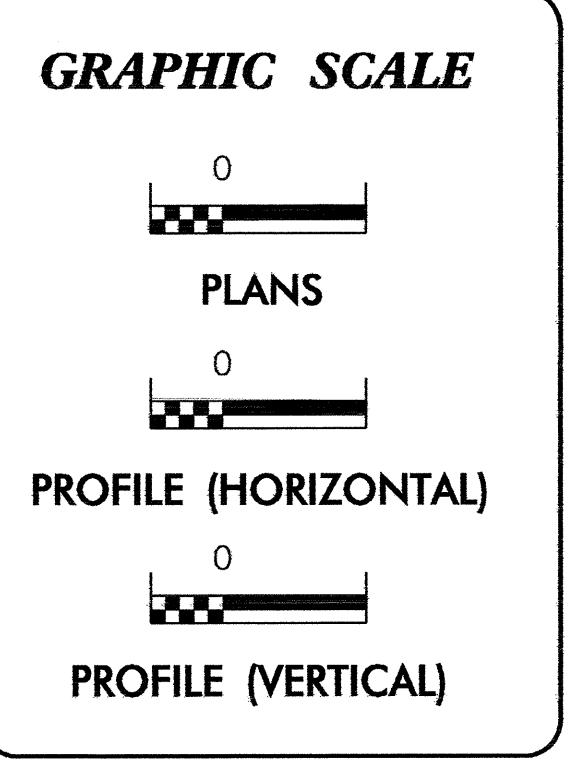 GRAPHIC SCALE
0
PLANS
0
PROFILE (HORIZONTAL)
0
PROFILE (VERTICAL)